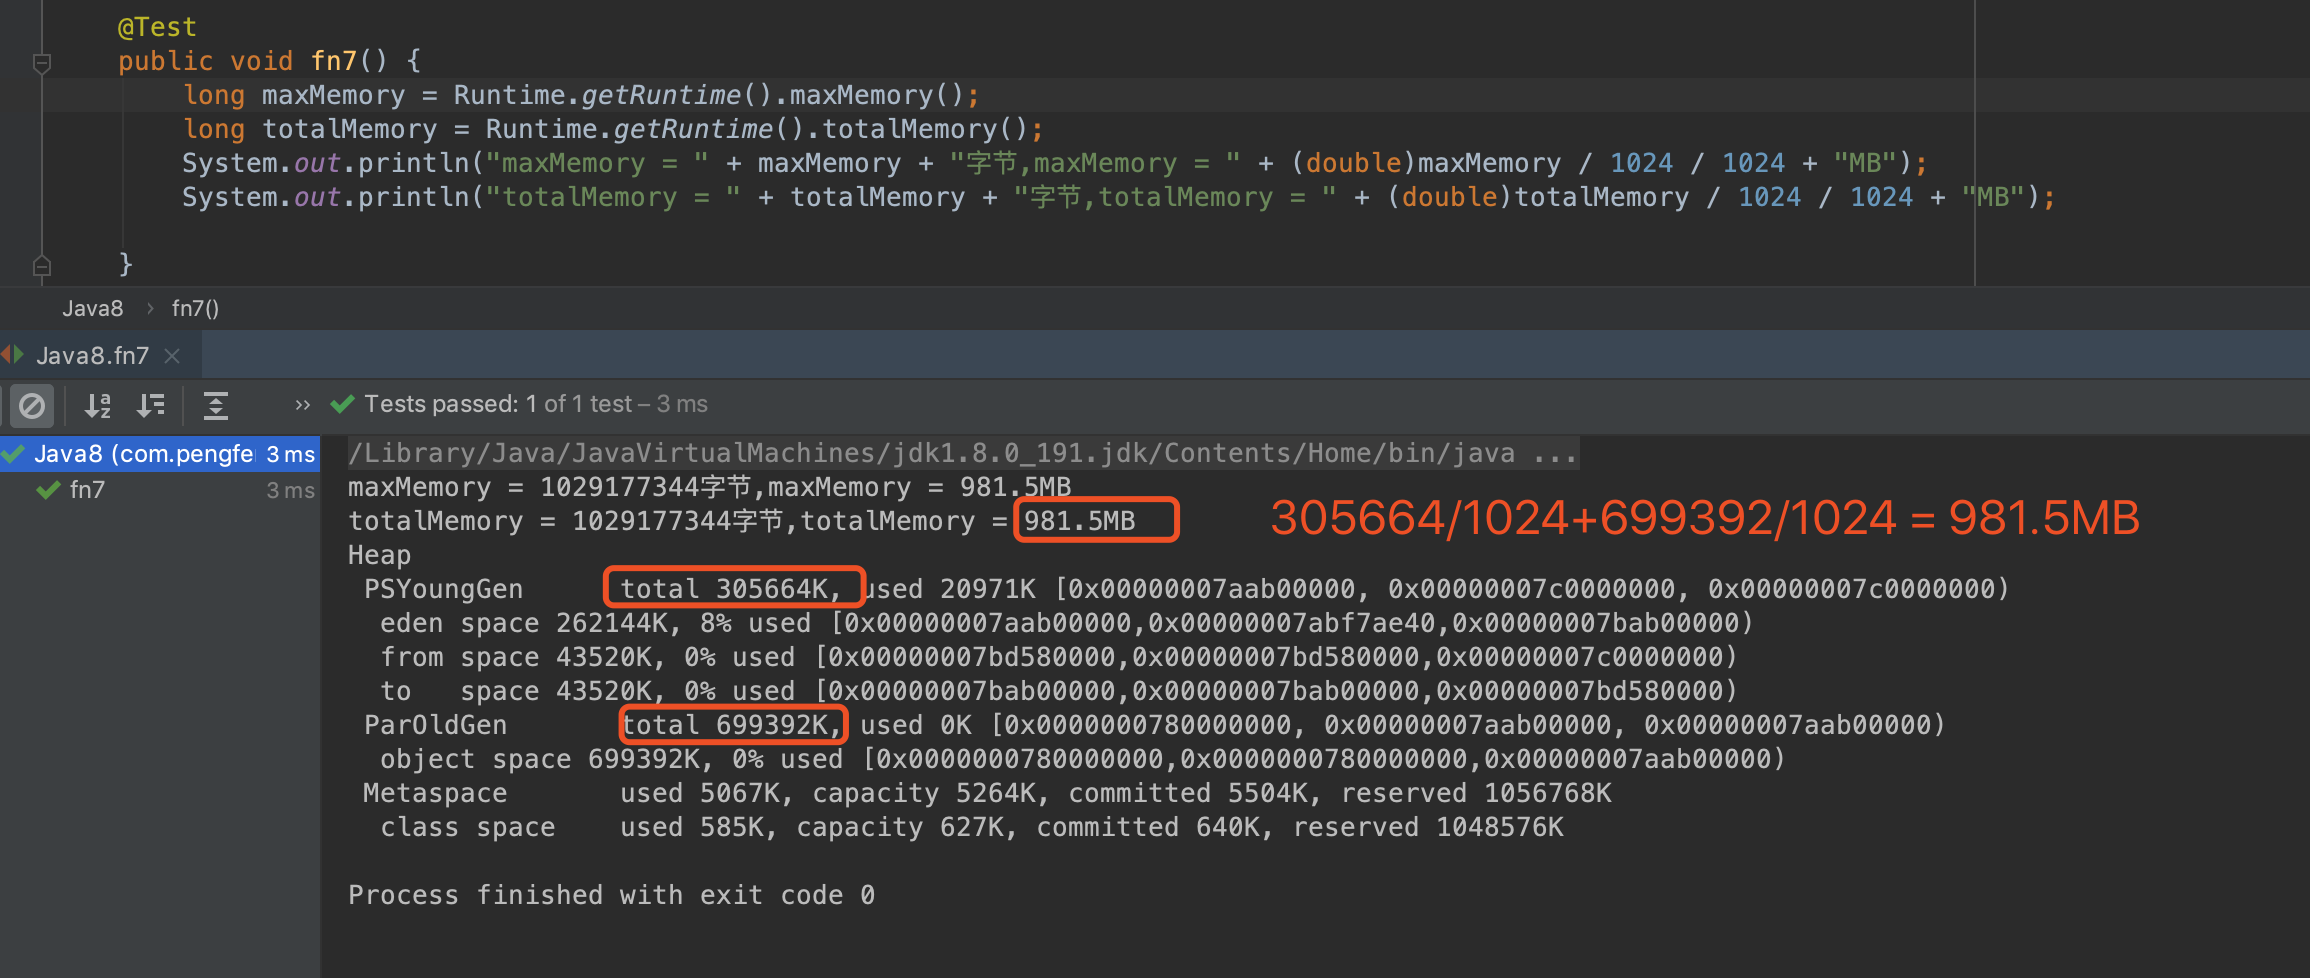 @Test
public void fn7() {
long maxMemory = Runtime.getRuntime().maxMemory();
long totalMemory = Runtime.getRuntime().totalMemory();
System.out.println("maxMemory = " + maxMemory + "字节,maxMemory = " + (double)maxMemory / 1024 / 1024 + "MB");
System.out.println("totalMemory = " + totalMemory + "字节,totalMemory = " + (double)totalMemory / 1024 / 1024 + "MB");
}
Java8 › fn7()
Java8.fn7
Tests passed: 1 of 1 test – 3 ms
Java8 (com.pengfe 3 ms
fn7 3 ms
/Library/Java/JavaVirtualMachines/jdk1.8.0_191.jdk/Contents/Home/bin/java ...
maxMemory = 1029177344字节,maxMemory = 981.5MB
totalMemory = 1029177344字节,totalMemory = 981.5MB
305664/1024+699392/1024 = 981.5MB
Heap
PSYoungGen total 305664K, used 20971K [0x00000007aab00000, 0x00000007c0000000, 0x00000007c0000000)
eden space 262144K, 8% used [0x00000007aab00000,0x00000007abf7ae40,0x00000007bab00000)
from space 43520K, 0% used [0x00000007bd580000,0x00000007bd580000,0x00000007c0000000)
to space 43520K, 0% used [0x00000007bab00000,0x00000007bab00000,0x00000007bd580000)
ParOldGen total 699392K, used 0K [0x0000000780000000, 0x00000007aab00000, 0x00000007aab00000)
object space 699392K, 0% used [0x0000000780000000,0x0000000780000000,0x00000007aab00000)
Metaspace used 5067K, capacity 5264K, committed 5504K, reserved 1056768K
class space used 585K, capacity 627K, committed 640K, reserved 1048576K
Process finished with exit code 0